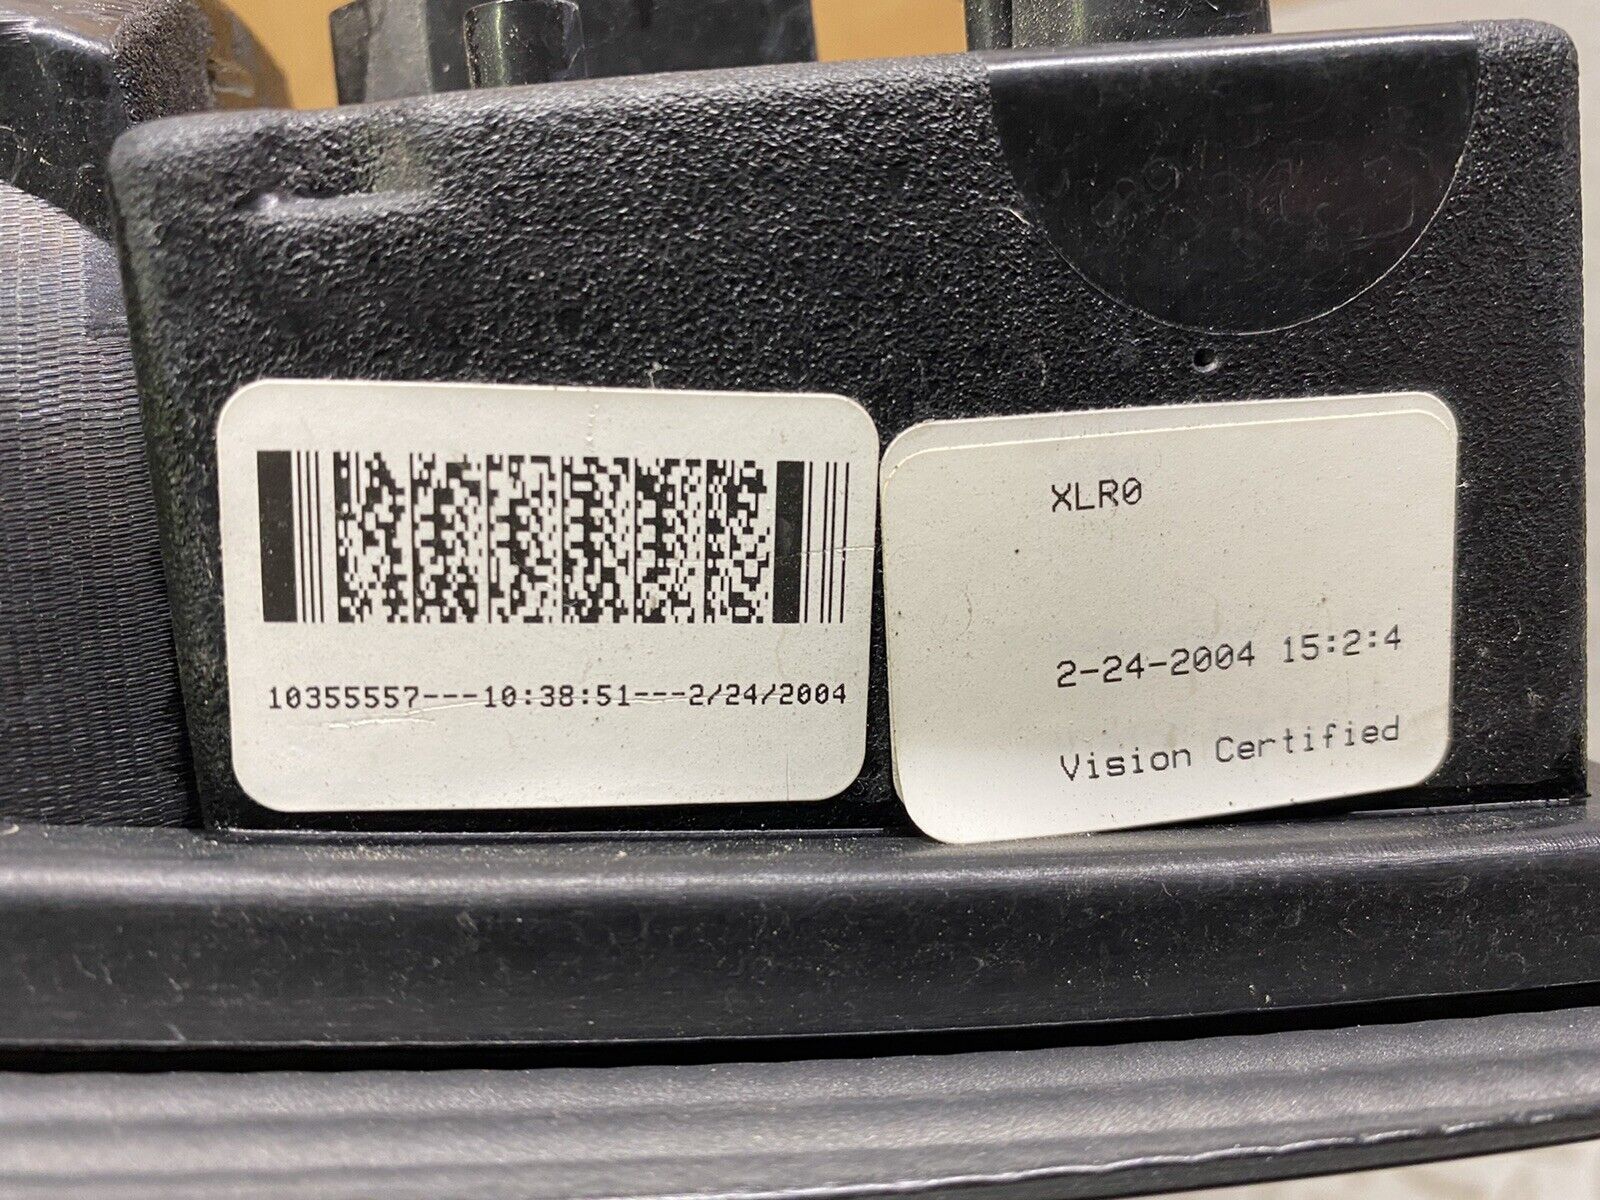 10355557---10:38:51---2/24/2004
XLR0
2-24-2004 15:2:4
Vision Certified